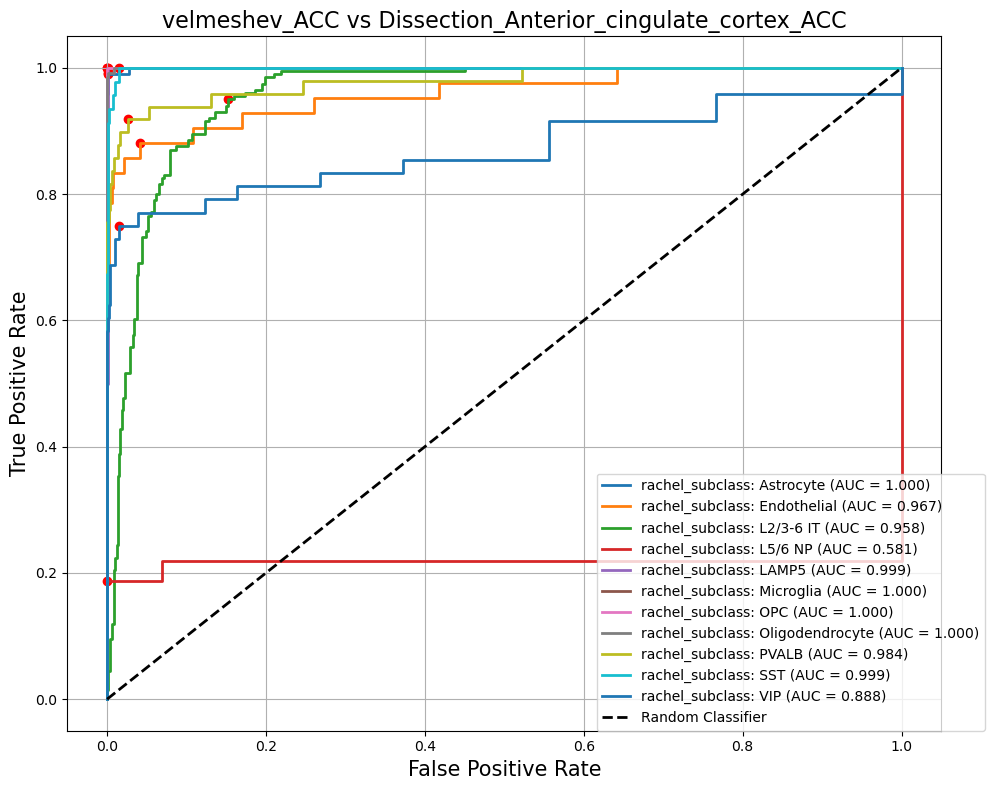 velmeshev_ACC vs Dissection_Anterior_cingulate_cortex_ACC
True Positive Rate
1.0
0.8
0.6
0.4
0.2
0.0
rachel_subclass: Astrocyte (AUC = 1.000)
rachel_subclass: Endothelial (AUC = 0.967)
rachel_subclass: L2/3-6 IT (AUC = 0.958)
rachel_subclass: L5/6 NP (AUC = 0.581)
rachel_subclass: LAMP5 (AUC = 0.999)
rachel_subclass: Microglia (AUC = 1.000)
rachel_subclass: OPC (AUC = 1.000)
rachel_subclass: Oligodendrocyte (AUC = 1.000)
rachel_subclass: PVALB (AUC = 0.984)
rachel_subclass: SST (AUC = 0.999)
rachel_subclass: VIP (AUC = 0.888)
Random Classifier
0.0 0.2 0.4 0.6 0.8 1.0
False Positive Rate